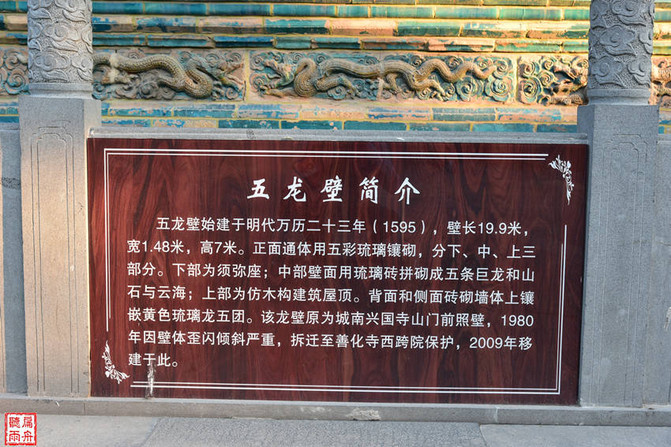 五龙壁简介
五龙壁始建于明代万历二十三年（1595），壁长19.9米，
宽1.48米，高7米。正面通体用五彩琉璃镶砌，分下、中、上三
部分。下部为须弥座；中部壁面用琉璃砖拼砌成五条巨龙和山
石与云海；上部为仿木构建筑屋顶。背面和侧面砖砌墙体上镶
嵌黄色琉璃龙五团。该龙壁原为城南兴国寺山门前照壁，1980
年因壁体歪闪倾斜严重，拆迁至善化寺西跨院保护，2009年移
建于此。